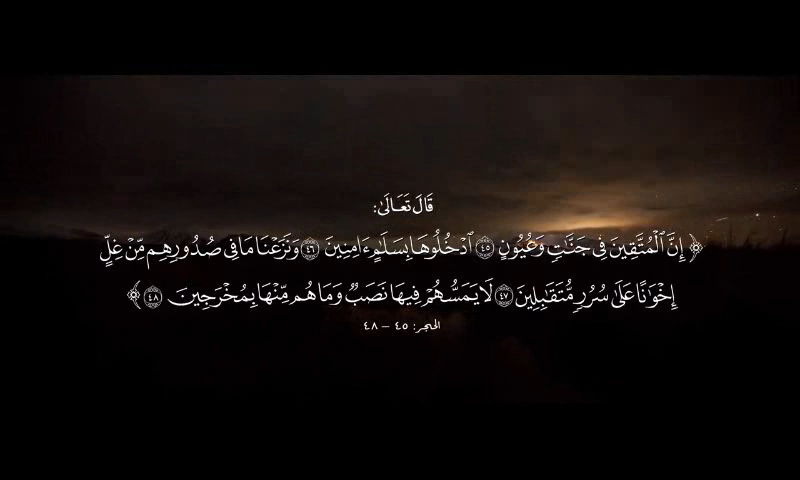 قَالَ تَعَالَى:
﴿ إِنَّ ٱلْمُتَّقِينَ فِي جَنَّٰتٖ وَعُيُونٍ ٤٥ ٱدْخُلُوهَا بِسَلَٰمٍ ءَامِنِينَ ٤٦ وَنَزَعْنَا مَا فِي صُدُورِهِم مِّنْ غِلٍّ
إِخْوَٰنًا عَلَىٰ سُرُرٖ مُّتَقَٰبِلِينَ ٤٧ لَا يَمَسُّهُمْ فِيهَا نَصَبٞ وَمَا هُم مِّنْهَا بِمُخْرَجِينَ ٤٨ ﴾
الحجر: ٤٥ - ٤٨